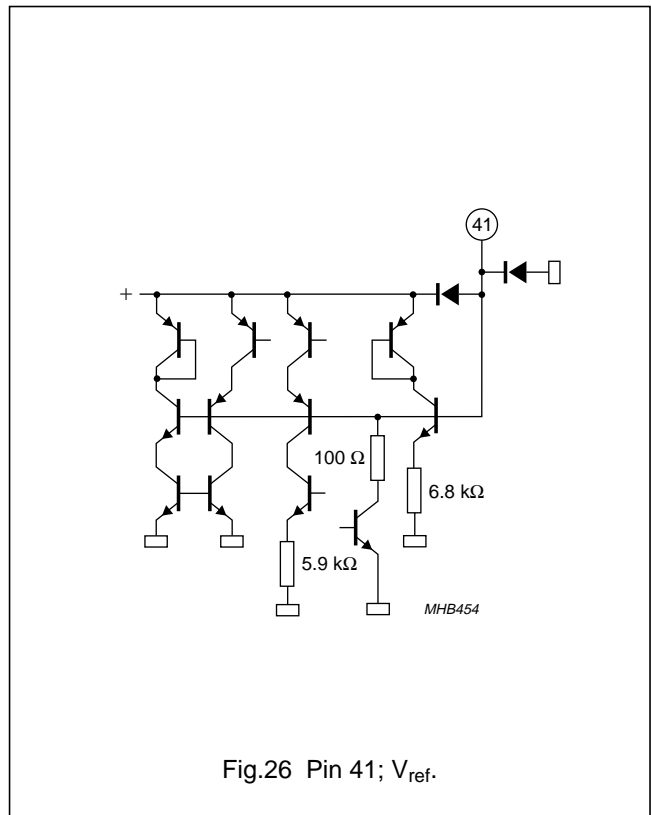 41
+
100 Ω
6.8 kΩ
5.9 kΩ
MHB454
Fig.26 Pin 41; Vref.